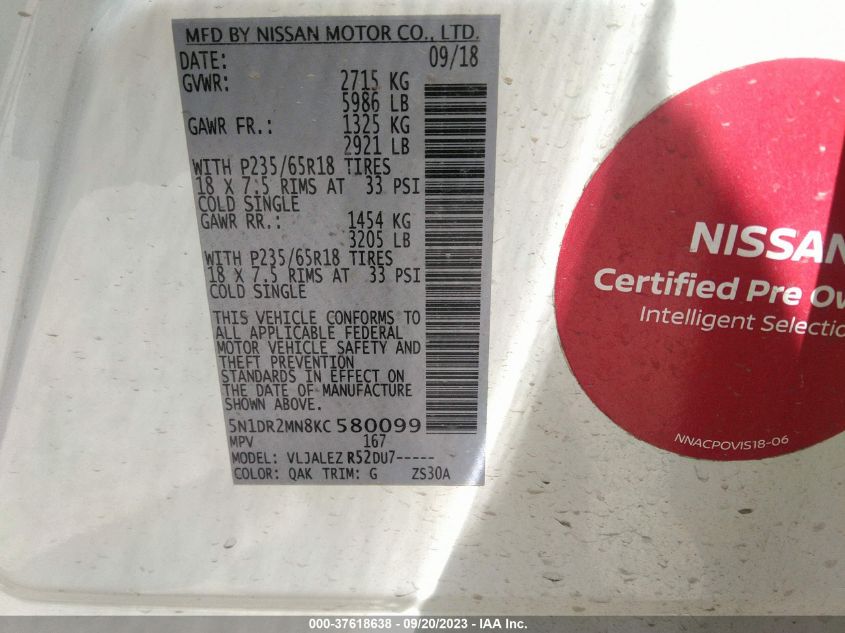 MFD BY NISSAN MOTOR CO., LTD.
DATE: 09/18
GVWR: 2715 KG
5986 LB
GAWR FR.: 1325 KG
2921 LB
WITH P235/65R18 TIRES
18 X 7.5 RIMS AT 33 PSI
COLD SINGLE
GAWR RR.: 1454 KG
3205 LB
WITH P235/65R18 TIRES
18 X 7.5 RIMS AT 33 PSI
COLD SINGLE
THIS VEHICLE CONFORMS TO
ALL APPLICABLE FEDERAL
MOTOR VEHICLE SAFETY AND
THEFT PREVENTION
STANDARDS IN EFFECT ON
THE DATE OF MANUFACTURE
SHOWN ABOVE.
5N1DR2MN8KC 580099
MPV 167
MODEL: VLJALEZ R52DU7-----
COLOR: QAK TRIM: G ZS30A
NISSAN
Certified Pre Ow
Intelligent Selectio
NNACPOVIS18-06
000-37618638 - 09/20/2023 - IAA Inc.